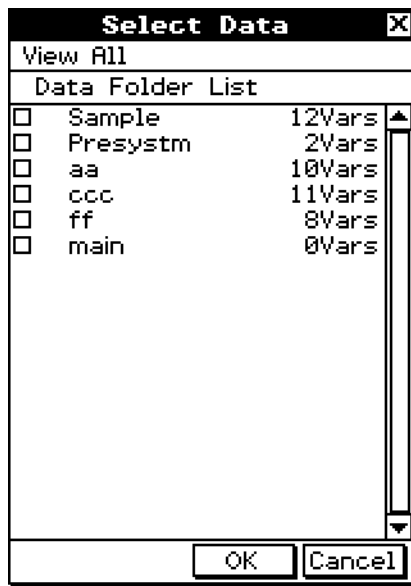 Select Data X
View All
Data Folder List
Sample 12Vars
Presystm 2Vars
aa 10Vars
ccc 11Vars
ff 8Vars
main 0Vars
OK Cancel